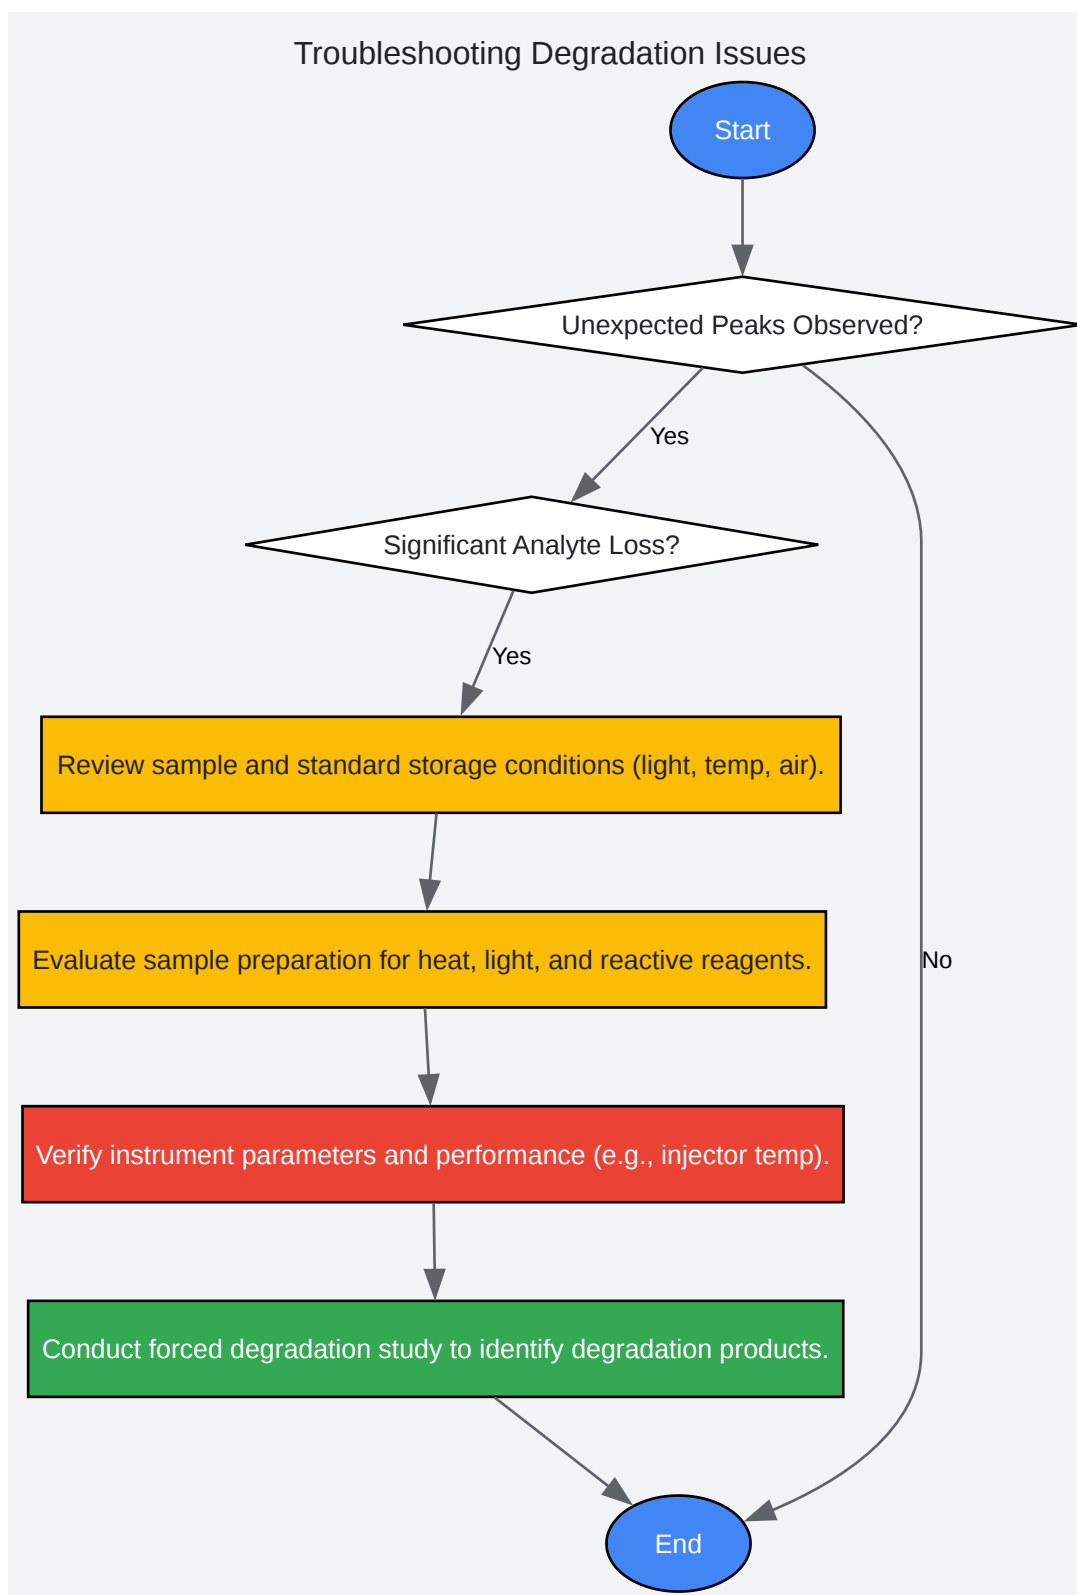 Troubleshooting Degradation Issues
Start
Unexpected Peaks Observed?
Yes
Significant Analyte Loss?
Yes
Review sample and standard storage conditions (light, temp, air).
Evaluate sample preparation for heat, light, and reactive reagents.
No
Verify instrument parameters and performance (e.g., injector temp).
Conduct forced degradation study to identify degradation products.
End